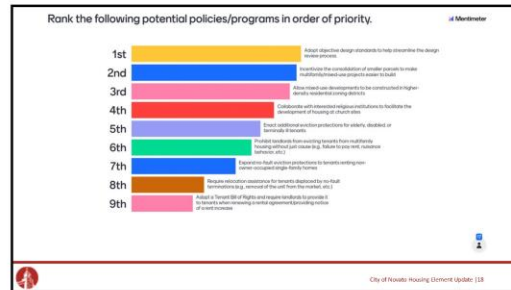 Rank the following potential policies/programs in order of priority.
Mentimeter
1st
Adopt objective design standards to help streamline the design
review process
2nd
Incentivize the consolidation of smaller parcels to make
multifamily/mixed-use projects easier to build
3rd
Allow mixed-use developments to be constructed in higher-
density residential zoning districts
4th
Collaborate with interested religious institutions to facilitate the
development of housing at church sites
5th
Enact additional eviction protections for elderly, disabled, or
terminally ill tenants
6th
Prohibit landlords from evicting tenants from multifamily
housing without just cause (e.g., failure to pay rent, nuisance
behavior, etc.)
7th
Expand no-fault eviction protections to tenants renting non-
owner-occupied single-family homes
8th
Require relocation assistance for tenants displaced by no-fault
terminations (e.g., removal of the unit from the market, etc.)
9th
Adopt a Tenant Bill of Rights and require landlords to provide it
to tenants when renewing a rental agreement/providing notice
of a rent increase
City of Novato Housing Element Update |18